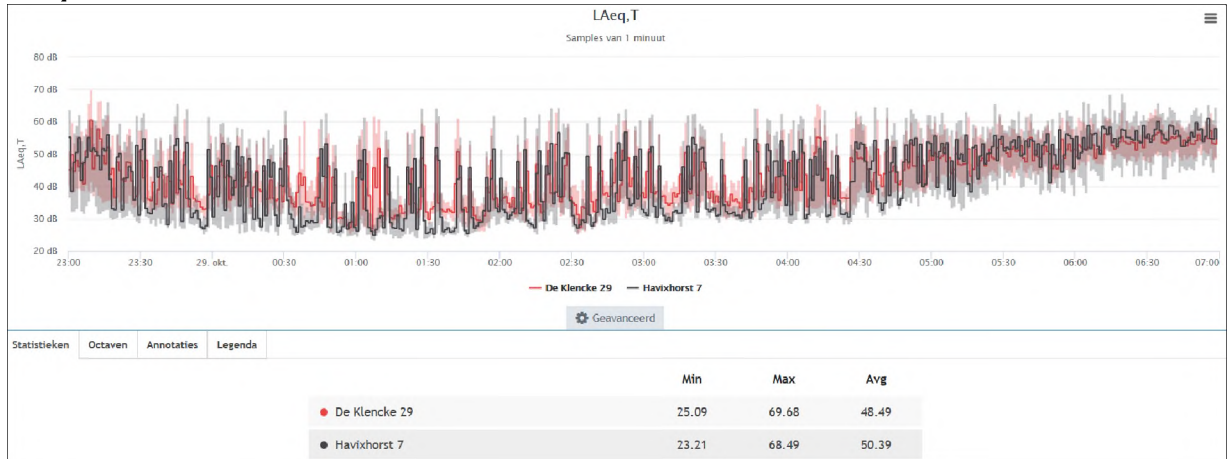 LAeq,T
Samples van 1 minuut
80 dB
70 dB
60 dB
50 dB
40 dB
30 dB
20 dB
LAeq,T
23:00 23:30 29. okt. 00:30 01:00 01:30 02:00 02:30 03:00 03:30 04:00 04:30 05:00 05:30 06:00 06:30 07:00
De Klencke 29 Havixhorst 7
Geavanceerd
Statistieken Octaven Annotaties Legenda
Min Max Avg
De Klencke 29 25.09 69.68 48.49
Havixhorst 7 23.21 68.49 50.39